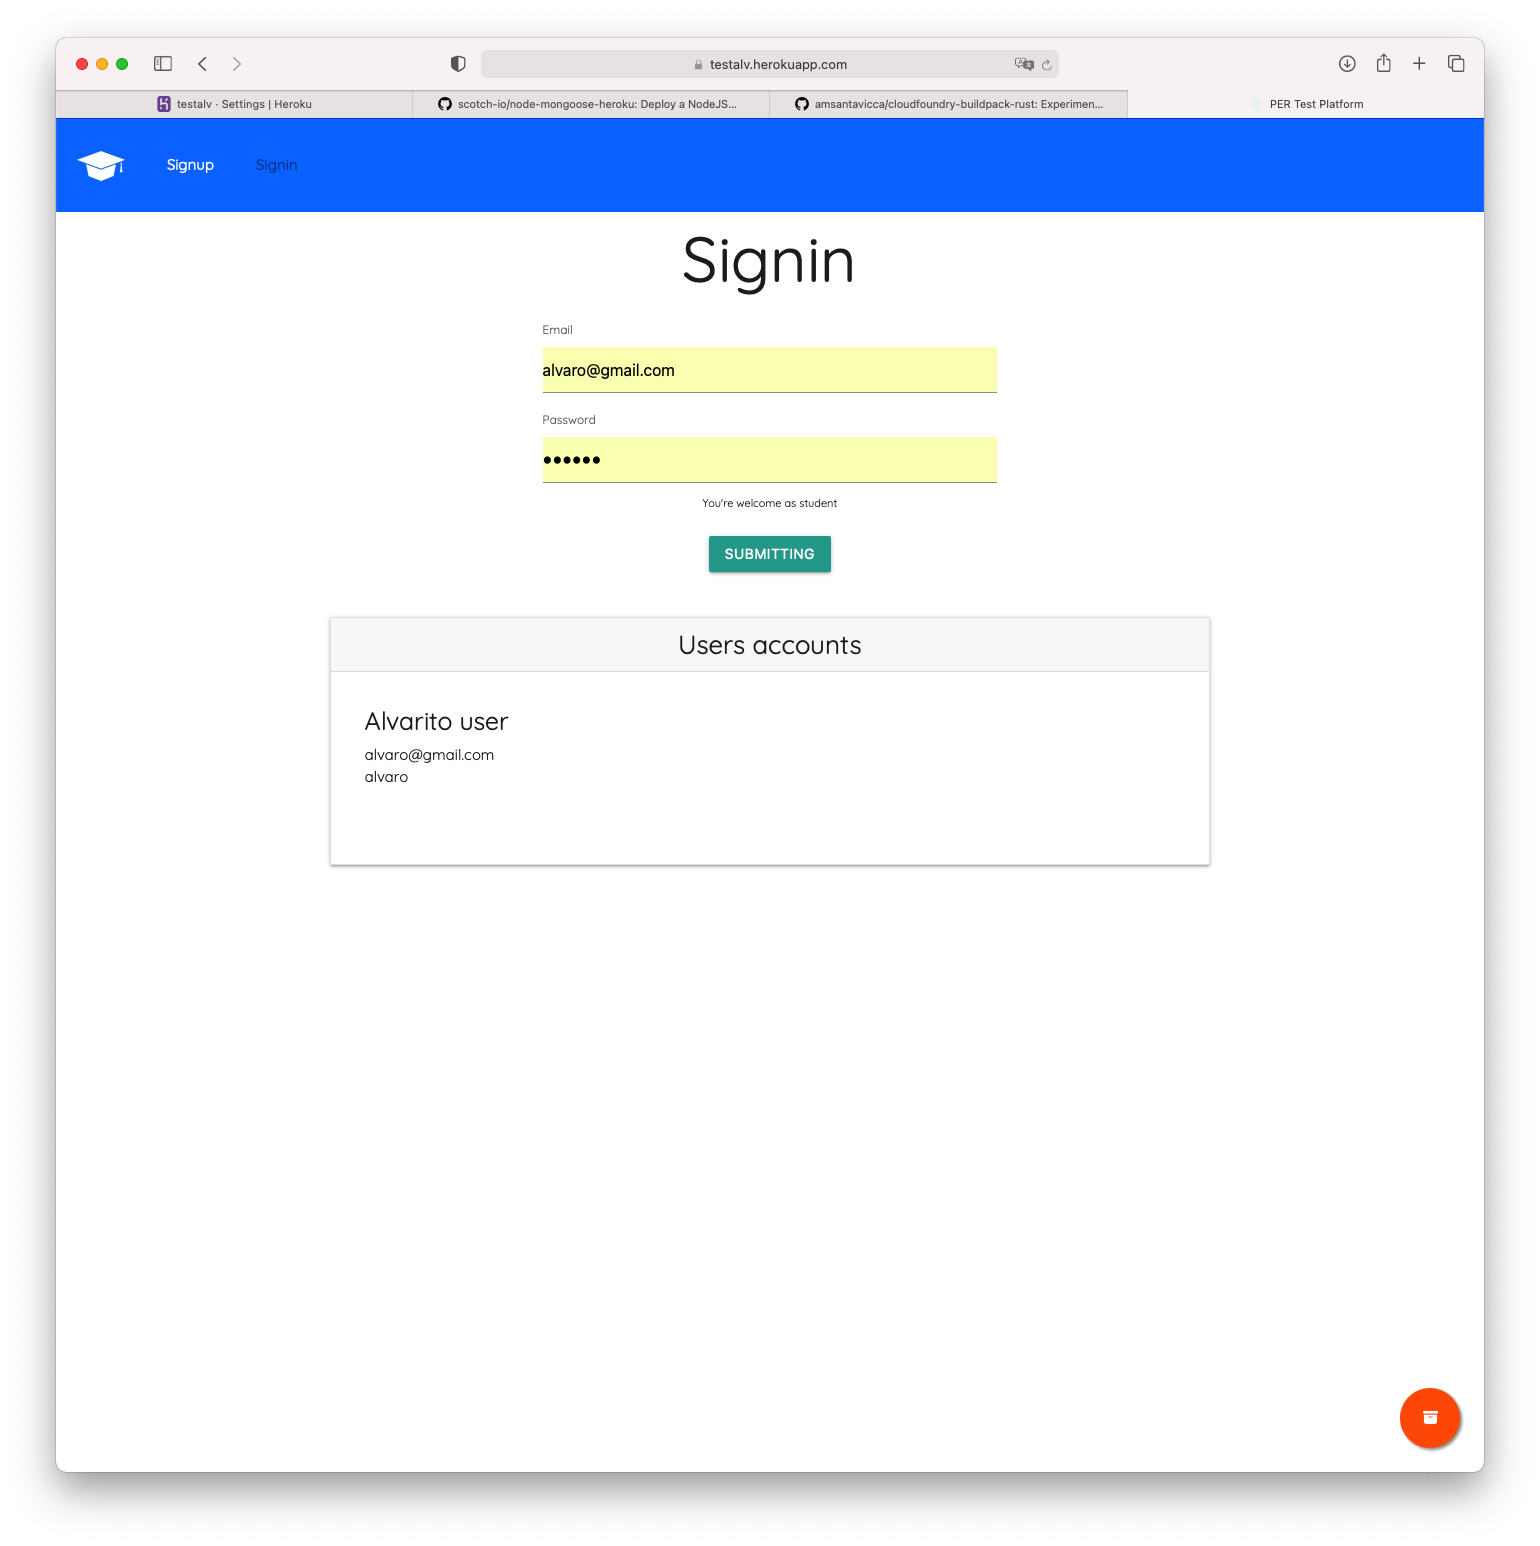 testalv.herokuapp.com
testalv · Settings | Heroku
scotch-io/node-mongoose-heroku: Deploy a NodeJS...
amsantavicca/cloudfoundry-buildpack-rust: Experimen...
PER Test Platform
Signup
Signin
Signin
Email
alvaro@gmail.com
Password
••••••
You're welcome as student
SUBMITTING
Users accounts
Alvarito user
alvaro@gmail.com
alvaro